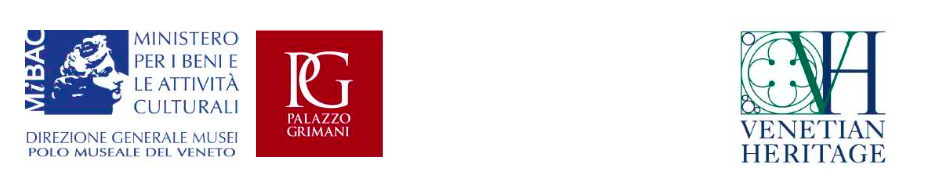 MiBAC
MINISTERO
PER I BENI E
LE ATTIVITÀ
CULTURALI
DIREZIONE GENERALE MUSEI
POLO MUSEALE DEL VENETO
PG
PALAZZO
GRIMANI
VH
VENETIAN
HERITAGE